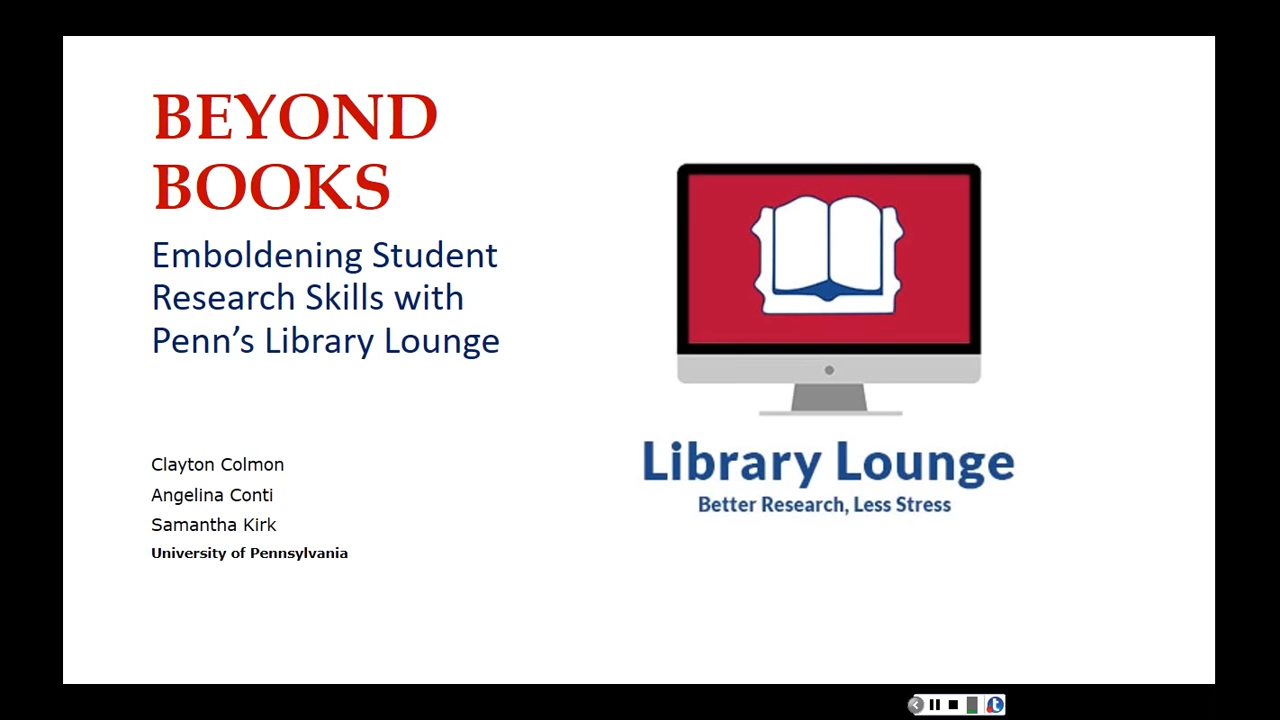 BEYOND
BOOKS
Emboldening Student
Research Skills with
Penn’s Library Lounge
Clayton Colmon
Angelina Conti
Samantha Kirk
University of Pennsylvania
Library Lounge
Better Research, Less Stress